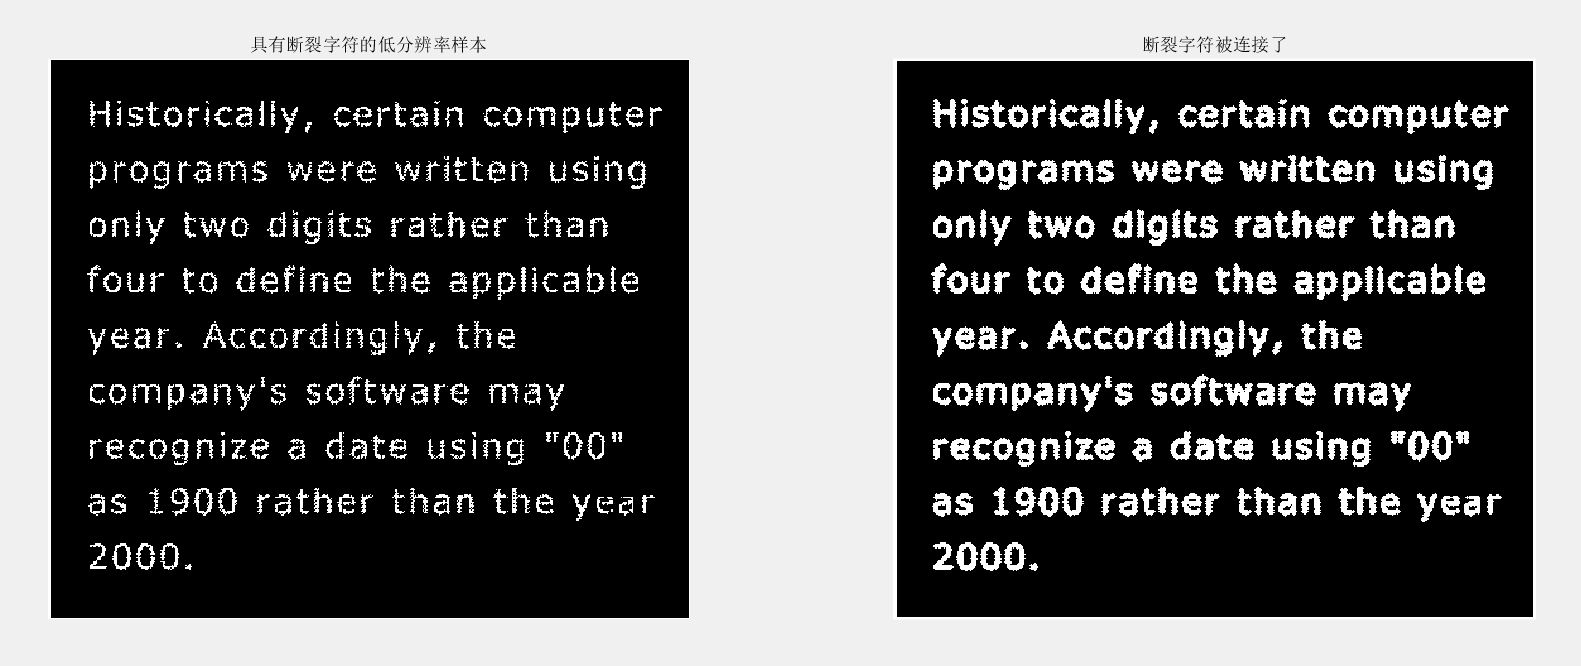 具有断裂字符的低分辨率样本
Historically, certain computer
programs were written using
only two digits rather than
four to define the applicable
year. Accordingly, the
company's software may
recognize a date using "00"
as 1900 rather than the year
2000.
断裂字符被连接了
Historically, certain computer
programs were written using
only two digits rather than
four to define the applicable
year. Accordingly, the
company's software may
recognize a date using "00"
as 1900 rather than the year
2000.